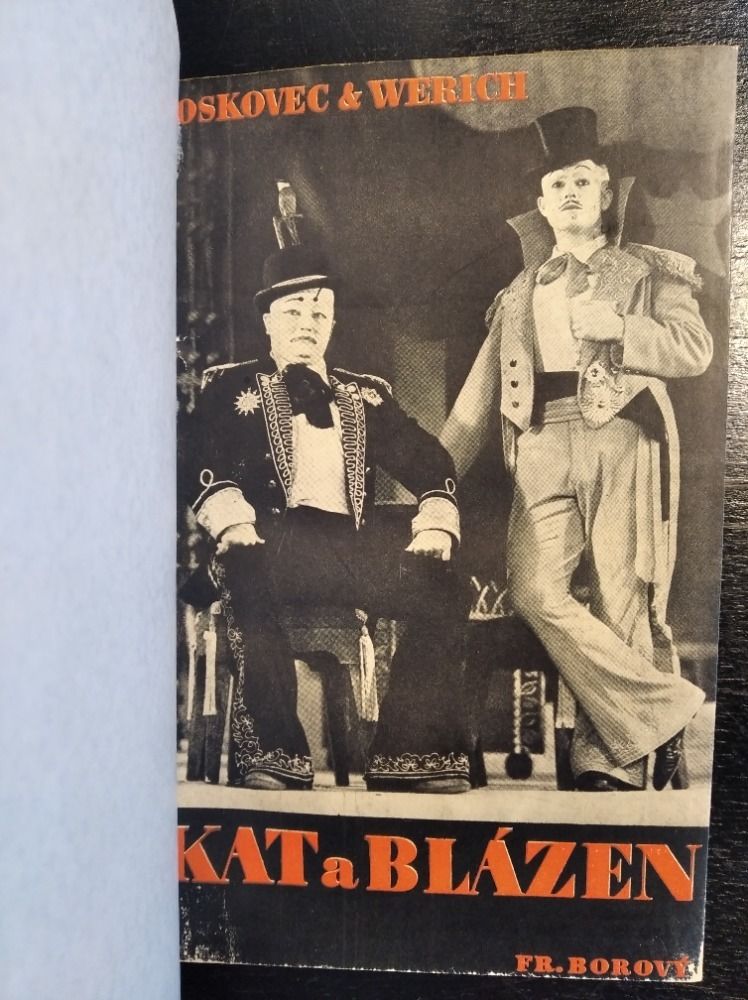 OSKOVEC & WERICH
KAT a BLÁZEN
FR. BOROVÝ